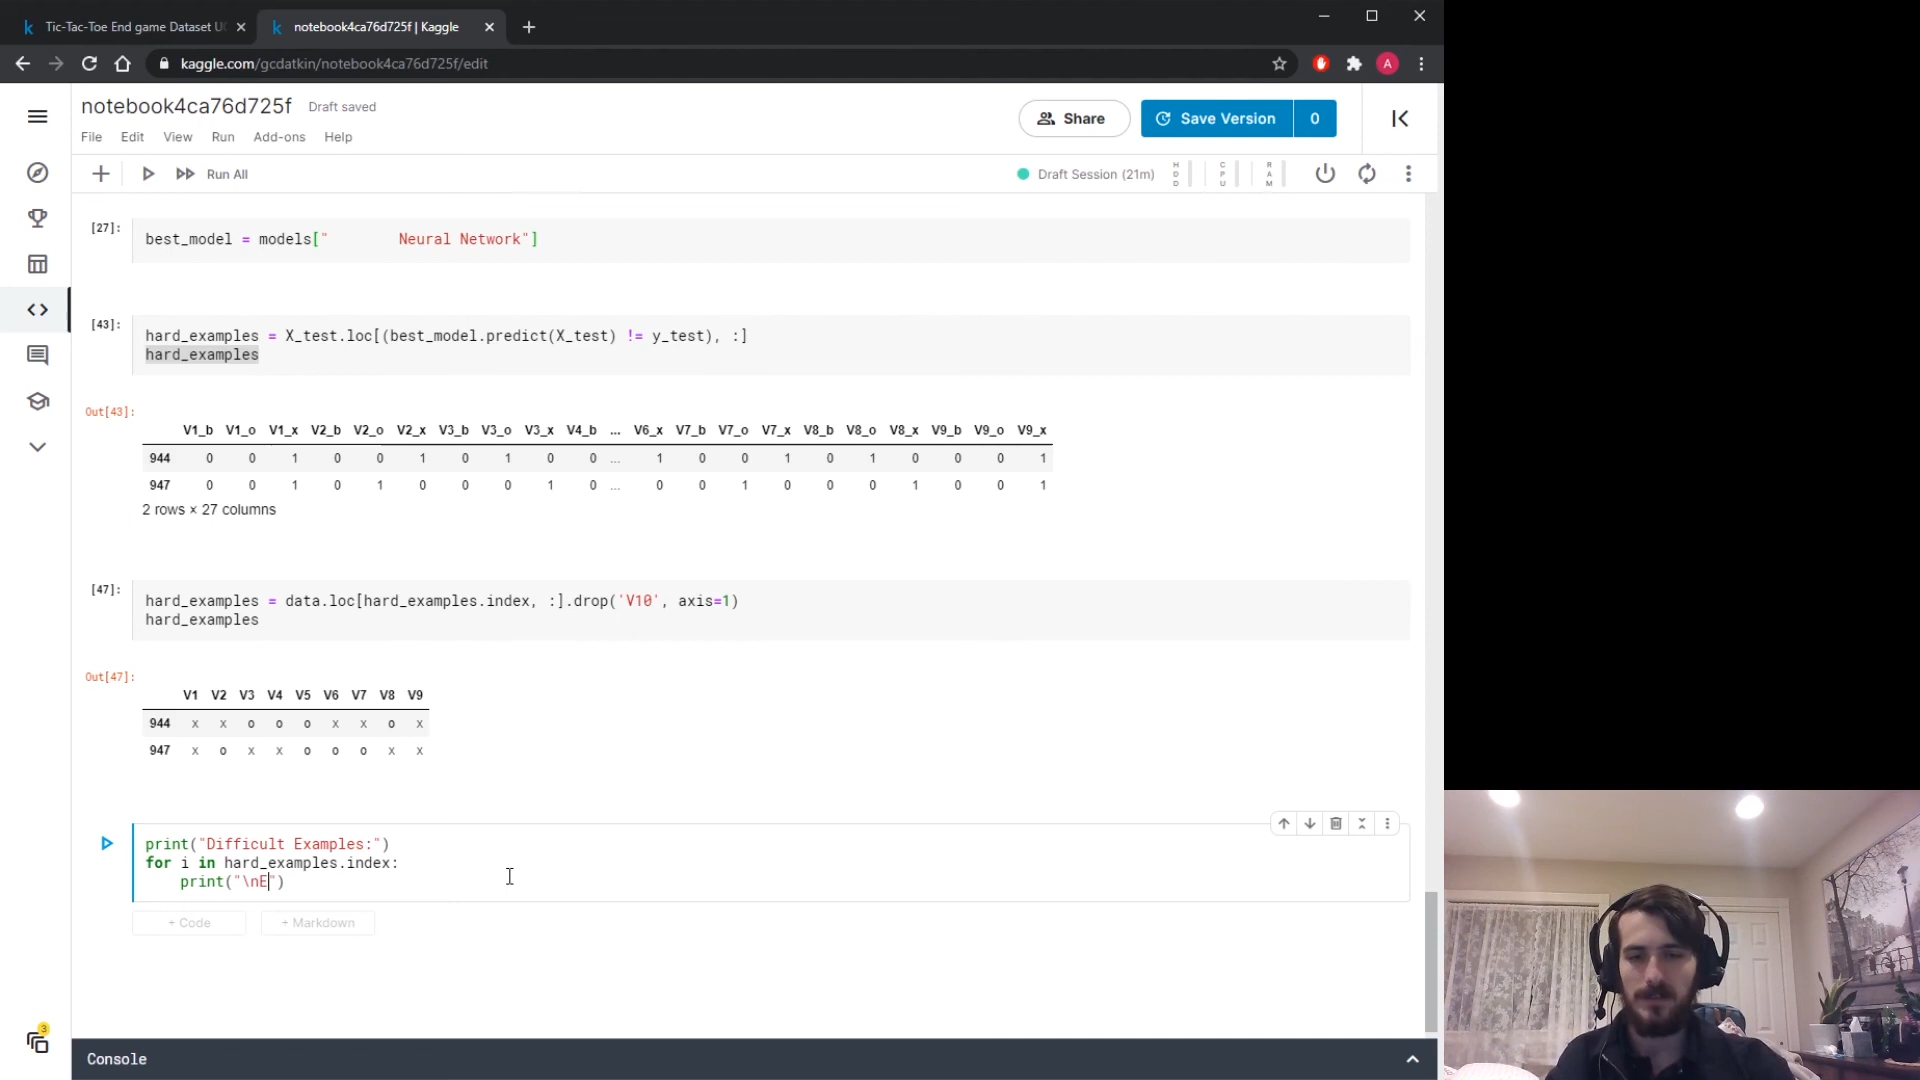 Tic-Tac-Toe End game Dataset U
notebook4ca76d725f | Kaggle
kaggle.com/gcdatkin/notebook4ca76d725f/edit
A
notebook4ca76d725f Draft saved
Share
Save Version 0
File Edit View Run Add-ons Help
Run All
Draft Session (21m) HDD CPU RAM
[27]: best_model = models["        Neural Network"]
[43]: hard_examples = X_test.loc[(best_model.predict(X_test) != y_test), :]
hard_examples
Out[43]:
V1_b V1_o V1_x V2_b V2_o V2_x V3_b V3_o V3_x V4_b ... V6_x V7_b V7_o V7_x V8_b V8_o V8_x V9_b V9_o V9_x
944 0 0 1 0 0 1 0 1 0 0 ... 1 0 0 1 0 1 0 0 0 1
947 0 0 1 0 1 0 0 0 1 0 ... 0 0 1 0 0 0 1 0 0 1
2 rows × 27 columns
[47]: hard_examples = data.loc[hard_examples.index, :].drop('V10', axis=1)
hard_examples
Out[47]:
V1 V2 V3 V4 V5 V6 V7 V8 V9
944 x x o o o x x o x
947 x o x x o o o x x
print("Difficult Examples:")
for i in hard_examples.index:
    print("\nE")
+ Code + Markdown
3
Console